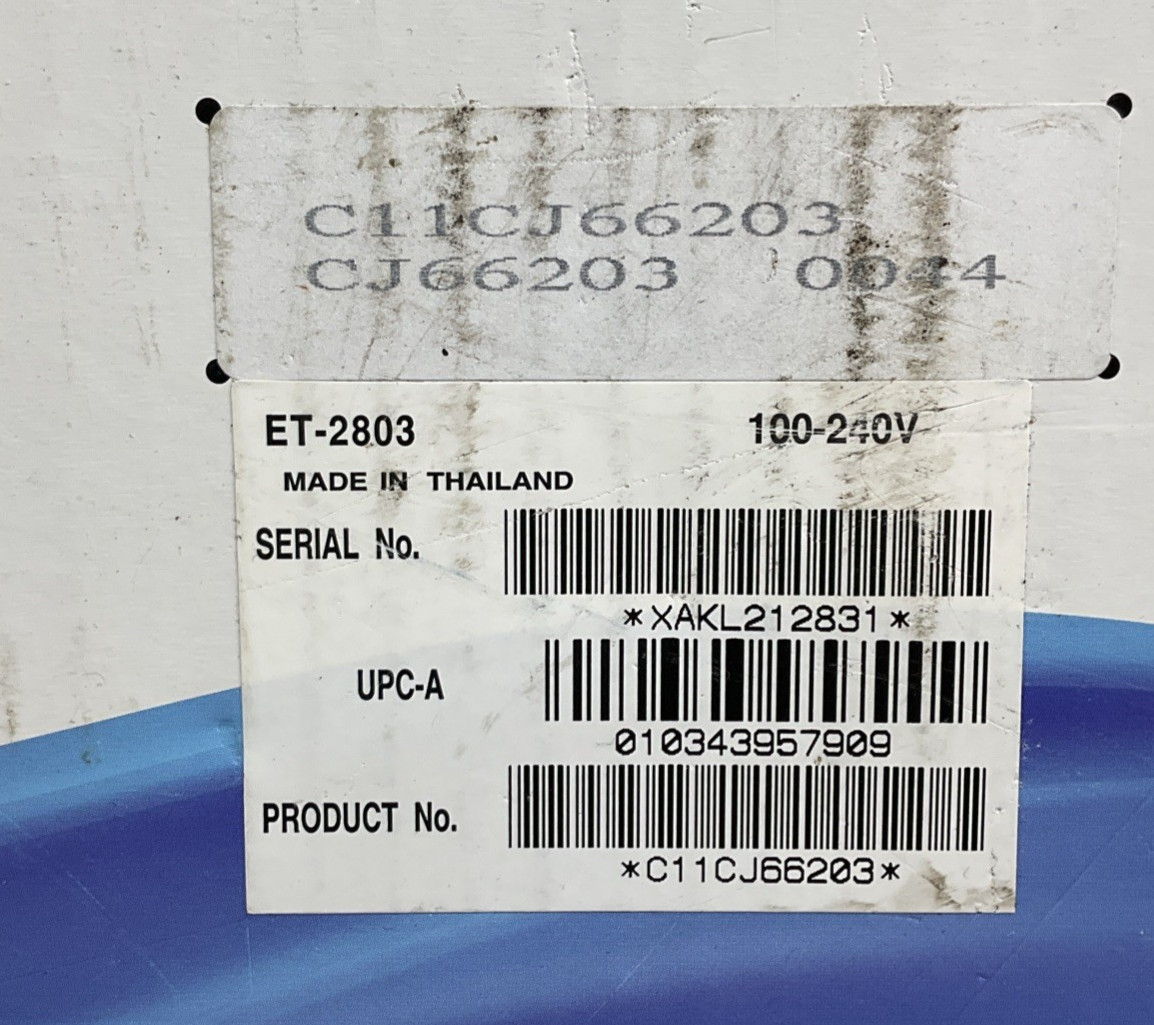 C11CJ66203
CJ66203 0044
ET-2803 100-240V
MADE IN THAILAND
SERIAL No.
*XAKL212831*
UPC-A
010343957909
PRODUCT No.
*C11CJ66203*